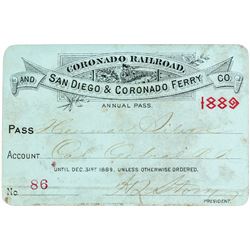 CORONADO RAILROAD,
AND SAN DIEGO & CORONADO FERRY CO.
ANNUAL PASS.
1889
PASS
ACCOUNT
UNTIL DEC. 31ST 1889, UNLESS OTHERWISE ORDERED.
No. 86
PRESIDENT.